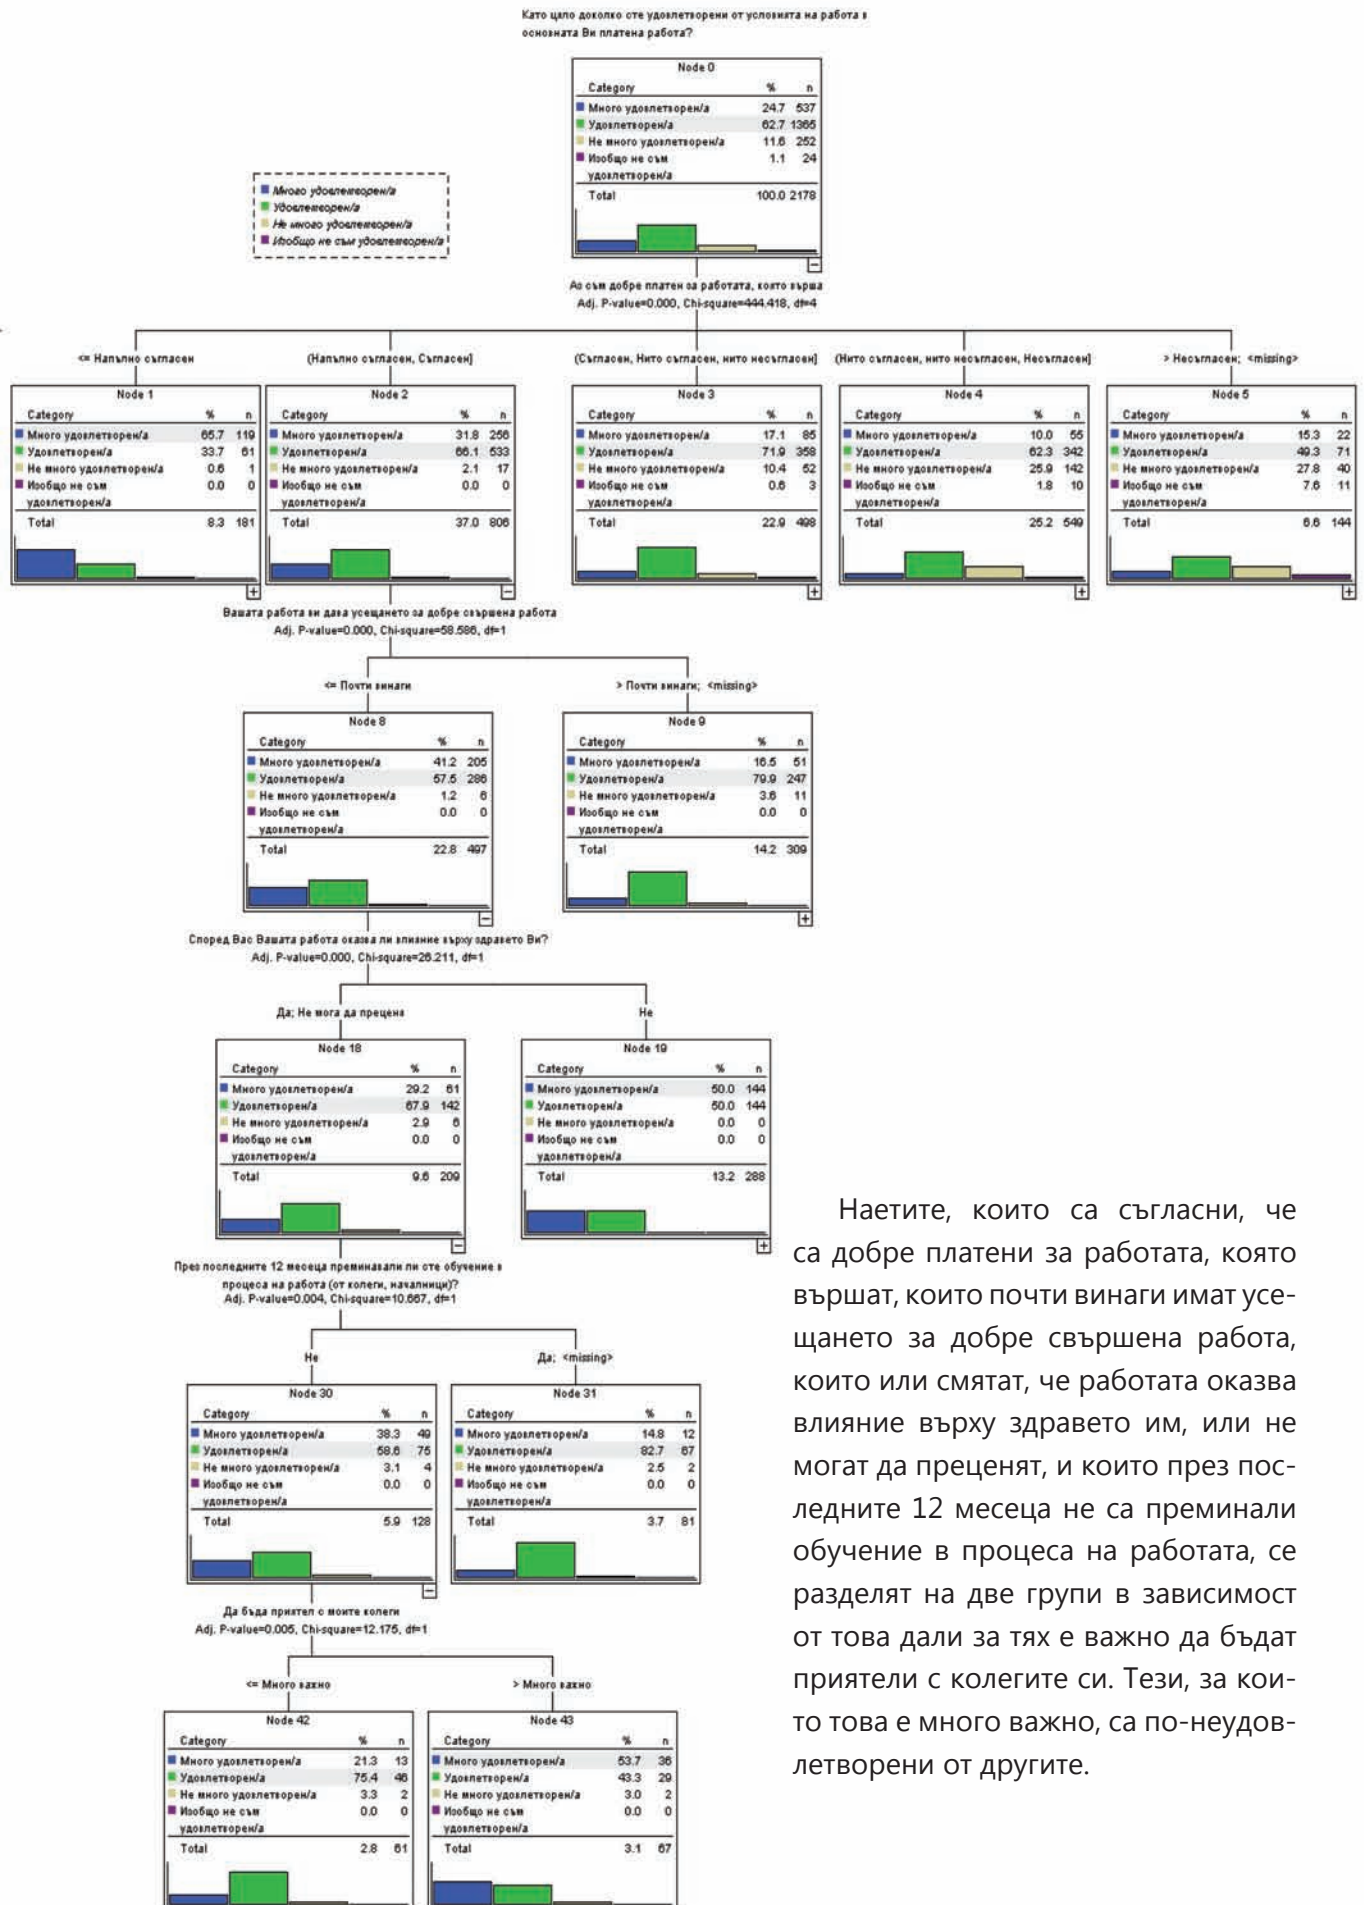 Като цяло доколко сте удовлетворени от условията на работа в
основната Ви платена работа?
Node 0
Category % n
Много удовлетворен/а 24.7 537
Удовлетворен/а 62.7 1365
Не много удовлетворен/а 11.6 252
Изобщо не съм 1.1 24
удовлетворен/а
Total 100.0 2178
Много удовлетворен/а
Удовлетворен/а
Не много удовлетворен/а
Изобщо не съм удовлетворен/а
Аз съм добре платен за работата, която върша
Adj. P-value=0.000, Chi-square=444.418, df=4
<= Напълно съгласен
(Напълно съгласен, Съгласен]
(Съгласен, Нито съгласен, нито несъгласен]
(Нито съгласен, нито несъгласен, Несъгласен]
> Несъгласен; <missing>
Node 1
Category % n
Много удовлетворен/а 65.7 119
Удовлетворен/а 33.7 61
Не много удовлетворен/а 0.6 1
Изобщо не съм 0.0 0
удовлетворен/а
Total 8.3 181
Node 2
Category % n
Много удовлетворен/а 31.8 256
Удовлетворен/а 66.1 533
Не много удовлетворен/а 2.1 17
Изобщо не съм 0.0 0
удовлетворен/а
Total 37.0 806
Node 3
Category % n
Много удовлетворен/а 17.1 85
Удовлетворен/а 71.9 358
Не много удовлетворен/а 10.4 52
Изобщо не съм 0.6 3
удовлетворен/а
Total 22.9 498
Node 4
Category % n
Много удовлетворен/а 10.0 55
Удовлетворен/а 62.3 342
Не много удовлетворен/а 25.9 142
Изобщо не съм 1.8 10
удовлетворен/а
Total 25.2 549
Node 5
Category % n
Много удовлетворен/а 15.3 22
Удовлетворен/а 49.3 71
Не много удовлетворен/а 27.8 40
Изобщо не съм 7.6 11
удовлетворен/а
Total 6.6 144
Вашата работа ви дава усещането за добре свършена работа
Adj. P-value=0.000, Chi-square=58.586, df=1
<= Почти винаги
> Почти винаги; <missing>
Node 8
Category % n
Много удовлетворен/а 41.2 205
Удовлетворен/а 57.5 286
Не много удовлетворен/а 1.2 6
Изобщо не съм 0.0 0
удовлетворен/а
Total 22.8 497
Node 9
Category % n
Много удовлетворен/а 16.5 51
Удовлетворен/а 79.9 247
Не много удовлетворен/а 3.6 11
Изобщо не съм 0.0 0
удовлетворен/а
Total 14.2 309
Според Вас Вашата работа оказва ли влияние върху здравето Ви?
Adj. P-value=0.000, Chi-square=26.211, df=1
Да; Не мога да преценя
Не
Node 18
Category % n
Много удовлетворен/а 29.2 61
Удовлетворен/а 67.9 142
Не много удовлетворен/а 2.9 6
Изобщо не съм 0.0 0
удовлетворен/а
Total 9.6 209
Node 19
Category % n
Много удовлетворен/а 50.0 144
Удовлетворен/а 50.0 144
Не много удовлетворен/а 0.0 0
Изобщо не съм 0.0 0
удовлетворен/а
Total 13.2 288
През последните 12 месеца преминавали ли сте обучение в
процеса на работа (от колеги, началници)?
Adj. P-value=0.004, Chi-square=10.667, df=1
Не
Да; <missing>
Node 30
Category % n
Много удовлетворен/а 38.3 49
Удовлетворен/а 58.6 75
Не много удовлетворен/а 3.1 4
Изобщо не съм 0.0 0
удовлетворен/а
Total 5.9 128
Node 31
Category % n
Много удовлетворен/а 14.8 12
Удовлетворен/а 82.7 67
Не много удовлетворен/а 2.5 2
Изобщо не съм 0.0 0
удовлетворен/а
Total 3.7 81
Да бъда приятел с моите колеги
Adj. P-value=0.005, Chi-square=12.175, df=1
<= Много важно
> Много важно
Node 42
Category % n
Много удовлетворен/а 21.3 13
Удовлетворен/а 75.4 46
Не много удовлетворен/а 3.3 2
Изобщо не съм 0.0 0
удовлетворен/а
Total 2.8 61
Node 43
Category % n
Много удовлетворен/а 53.7 36
Удовлетворен/а 43.3 29
Не много удовлетворен/а 3.0 2
Изобщо не съм 0.0 0
удовлетворен/а
Total 3.1 67
Наетите, които са съгласни, че
са добре платени за работата, която
вършат, които почти винаги имат усе-
щането за добре свършена работа,
които или смятат, че работата оказва
влияние върху здравето им, или не
могат да преценят, и които през пос-
ледните 12 месеца не са преминали
обучение в процеса на работата, се
разделят на две групи в зависимост
от това дали за тях е важно да бъдат
приятели с колегите си. Тези, за кои-
то това е много важно, са по-неудов-
летворени от другите.